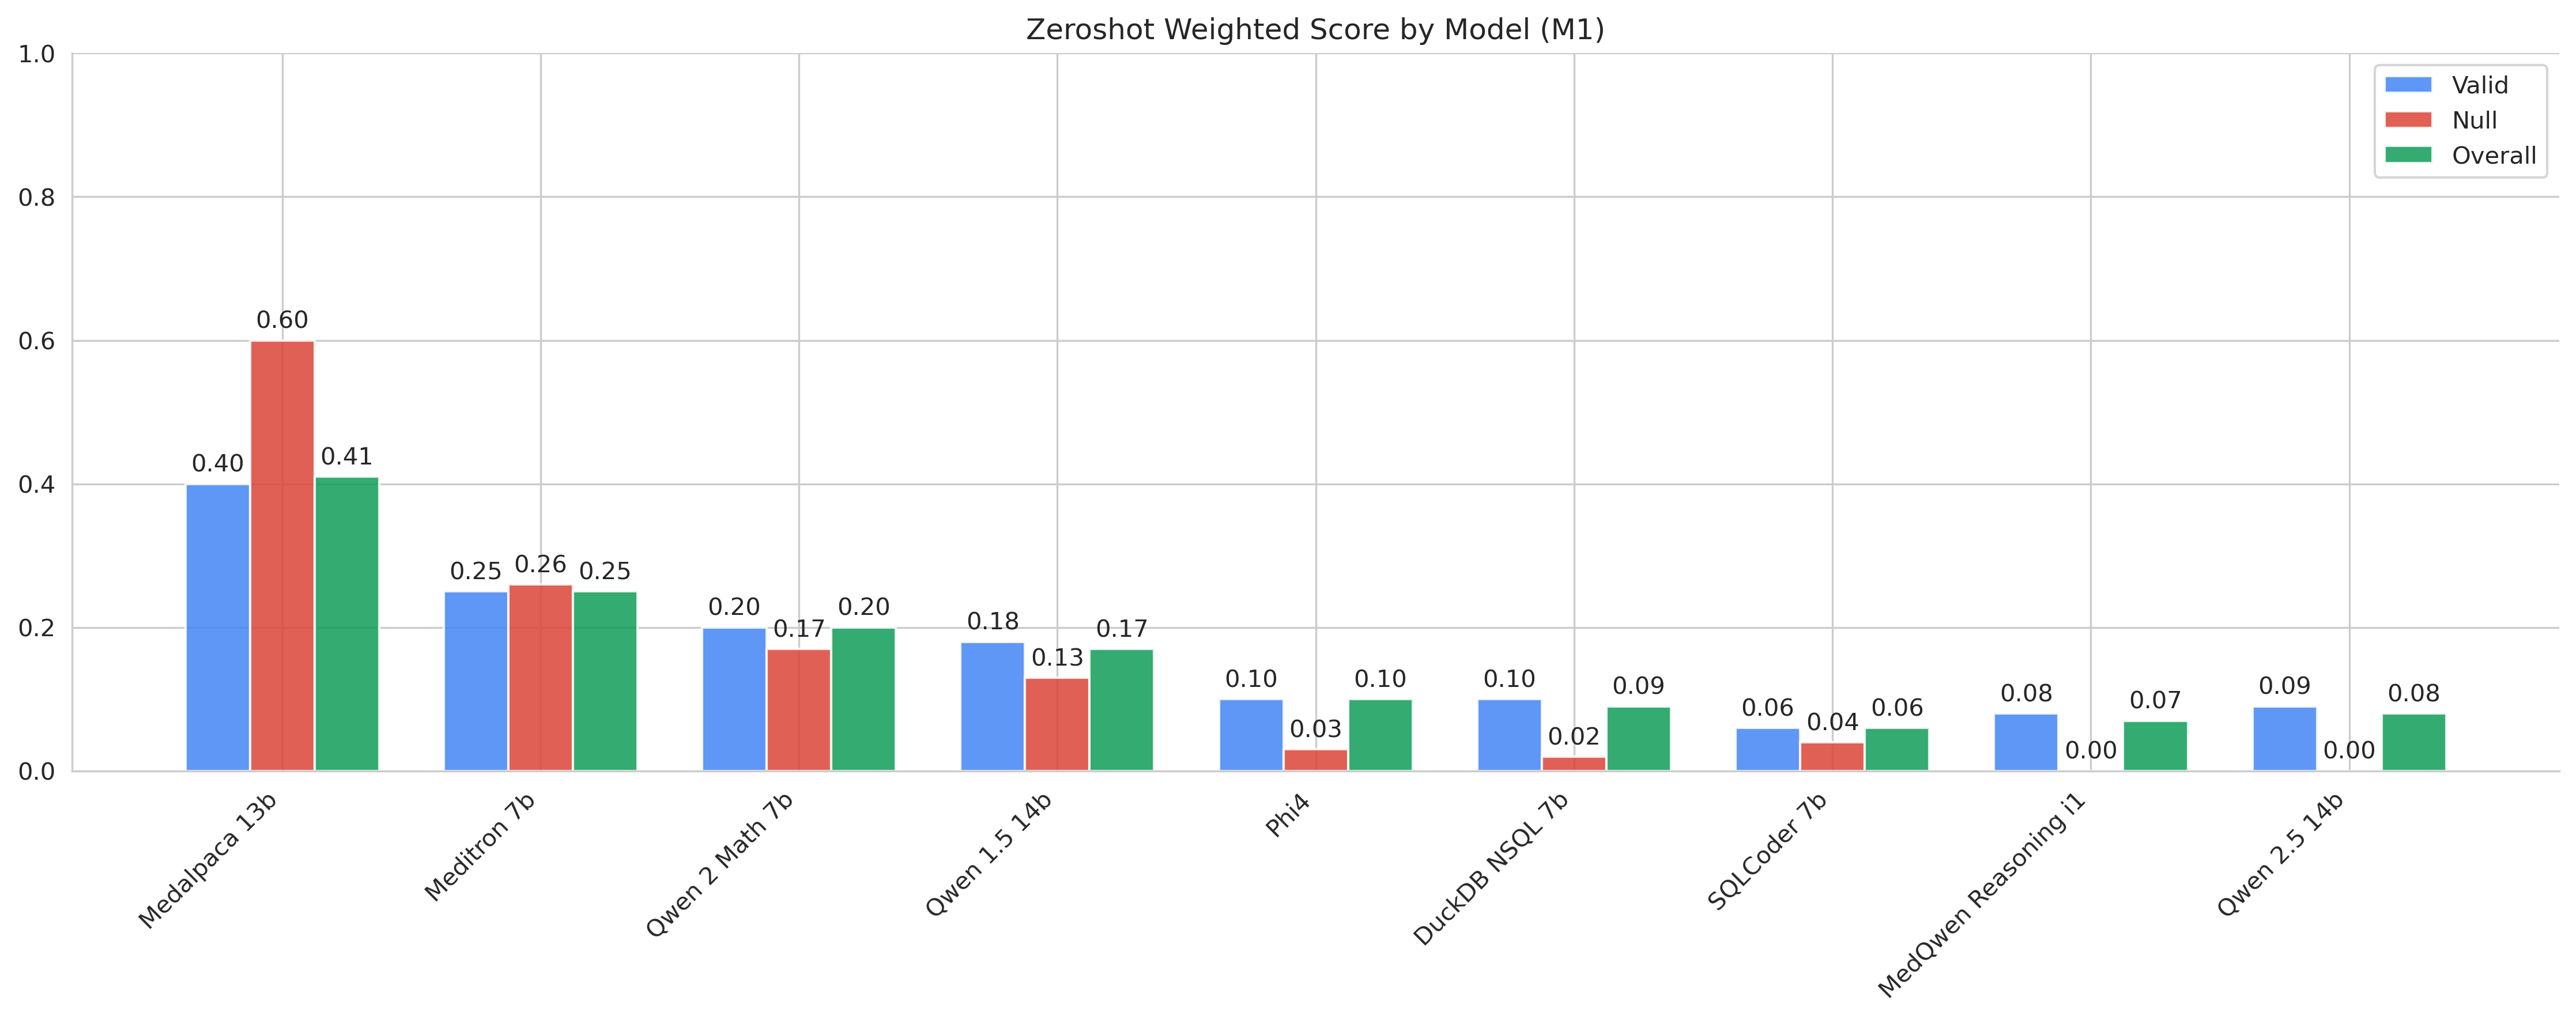 Zeroshot Weighted Score by Model (M1)
1.0
0.8
0.6
0.4
0.2
0.0
Valid
Null
Overall
0.40
0.60
0.41
0.25
0.26
0.25
0.20
0.17
0.20
0.18
0.13
0.17
0.10
0.03
0.10
0.10
0.02
0.09
0.06
0.04
0.06
0.08
0.00
0.07
0.09
0.00
0.08
Medalpaca 13b
Meditron 7b
Qwen 2 Math 7b
Qwen 1.5 14b
Phi4
DuckDB NSQL 7b
SQLCoder 7b
MedQwen Reasoning i1
Qwen 2.5 14b